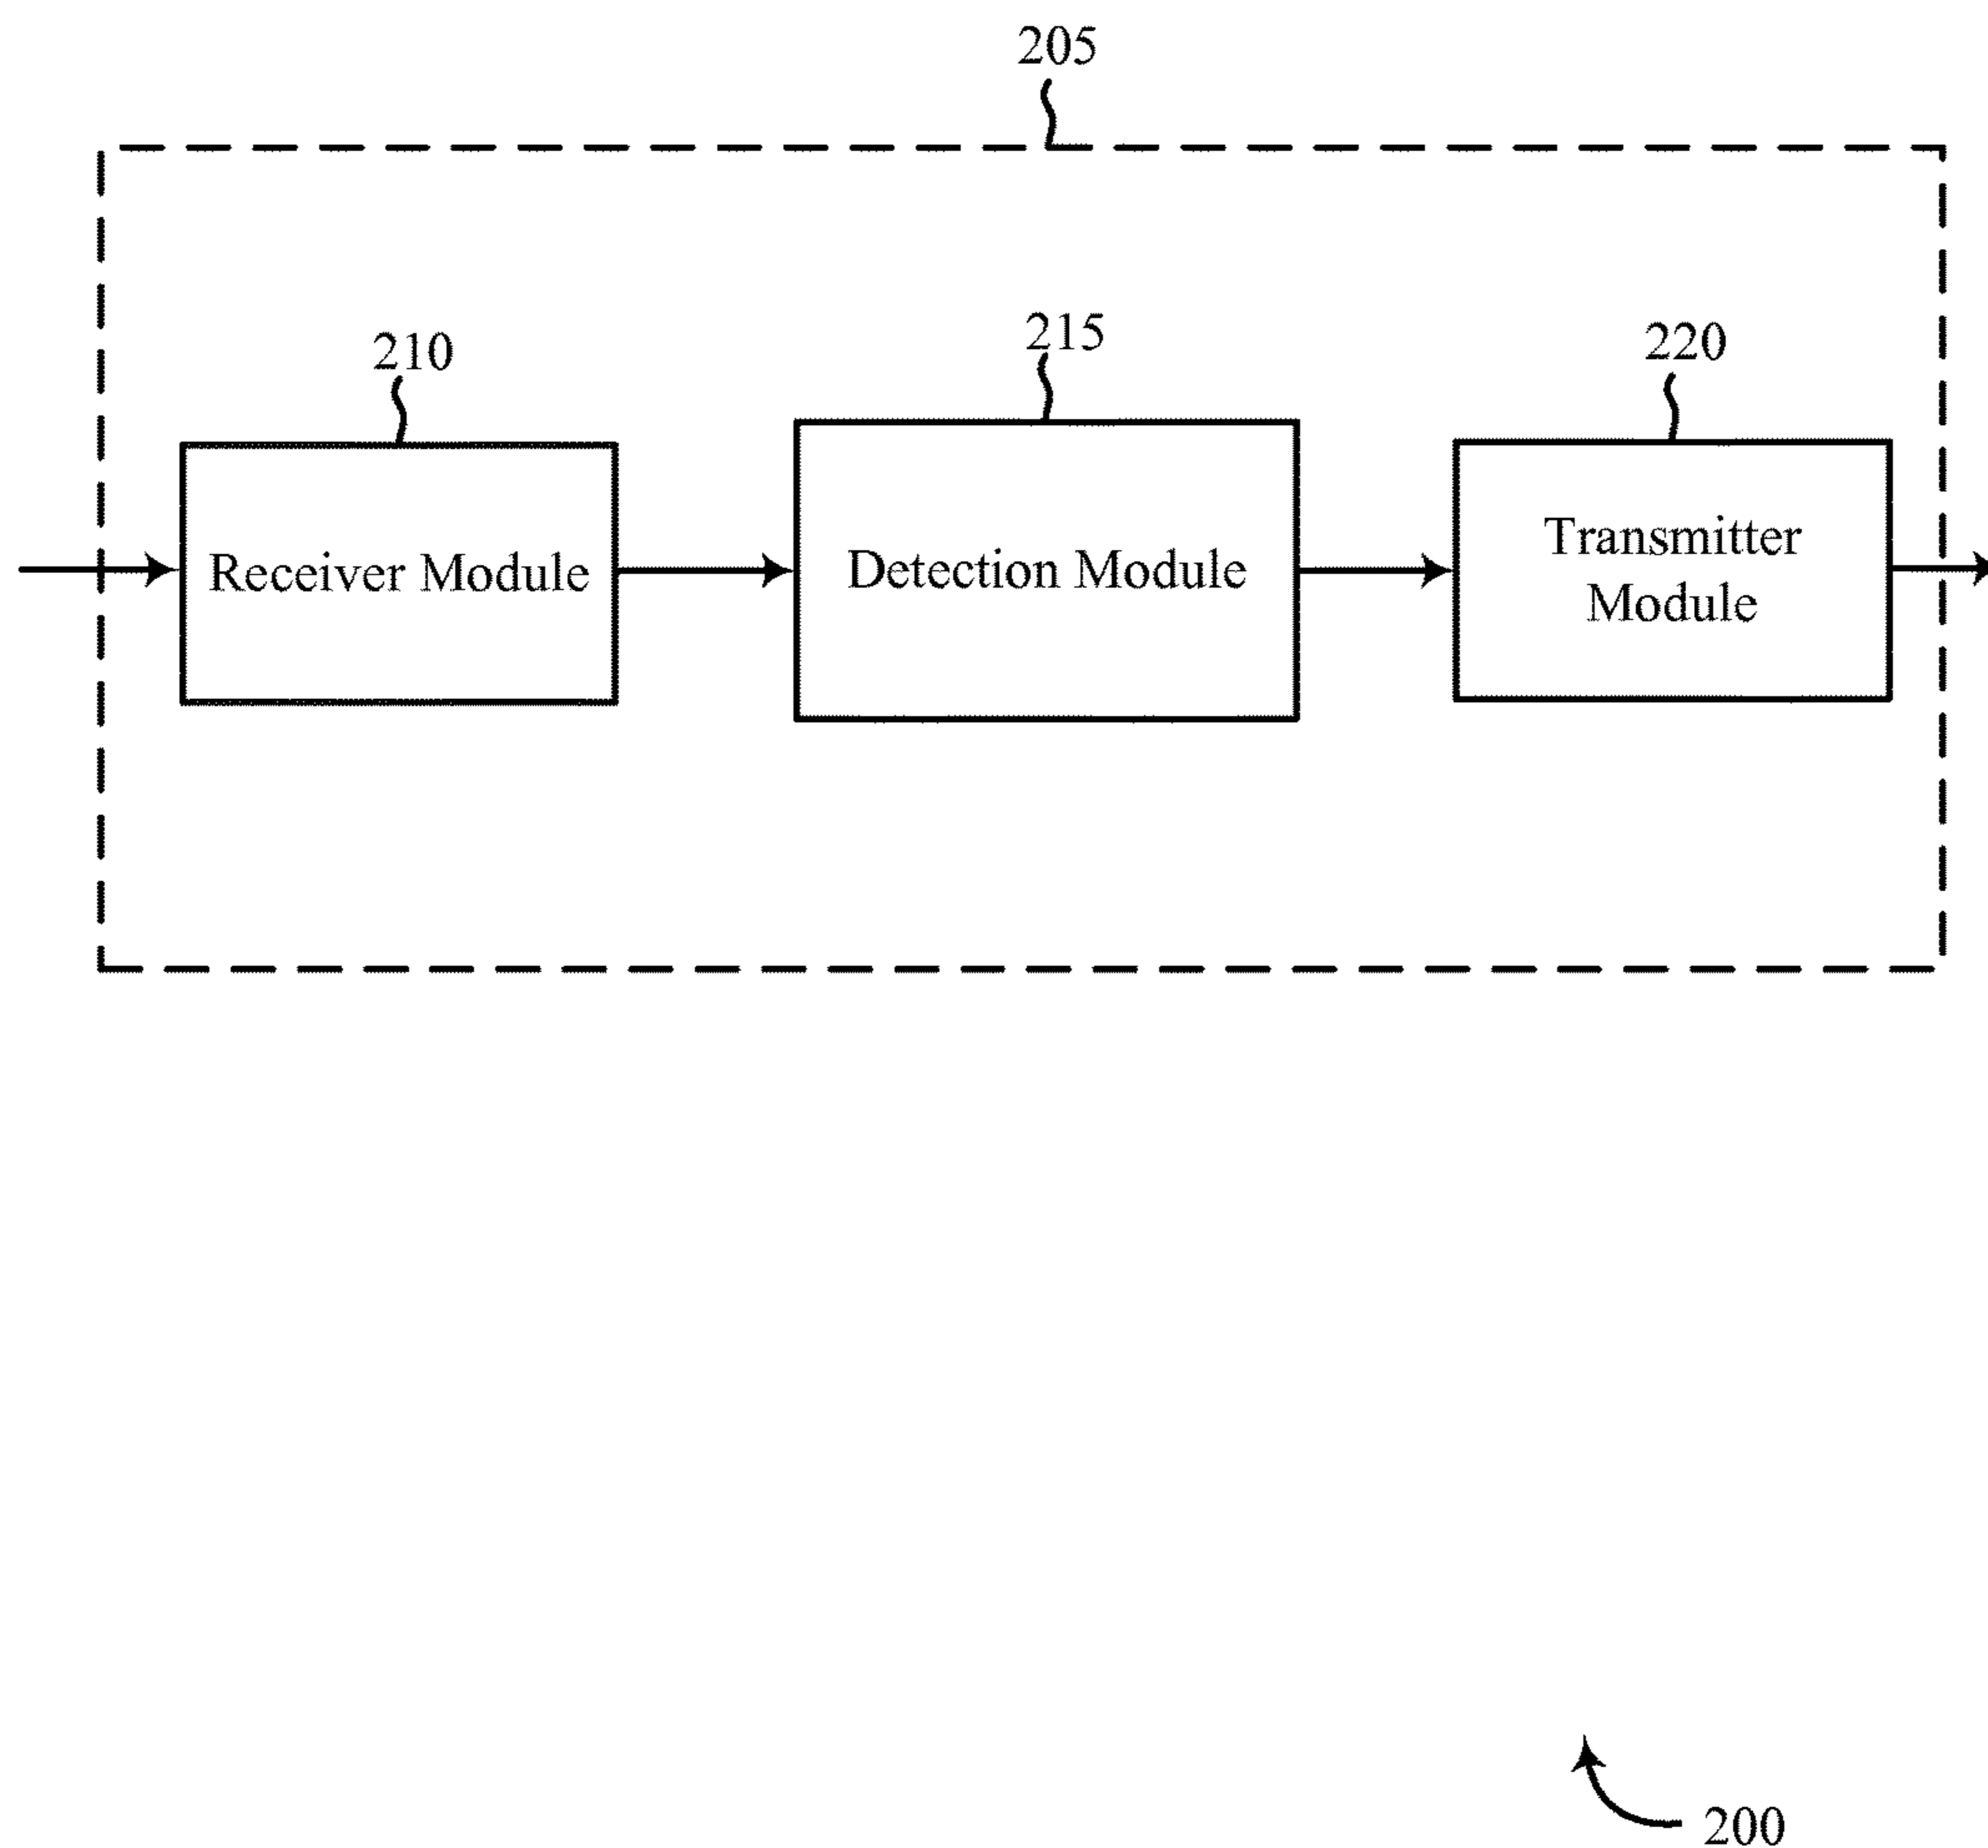 205
210
215
220
Receiver Module
Detection Module
Transmitter
Module
200